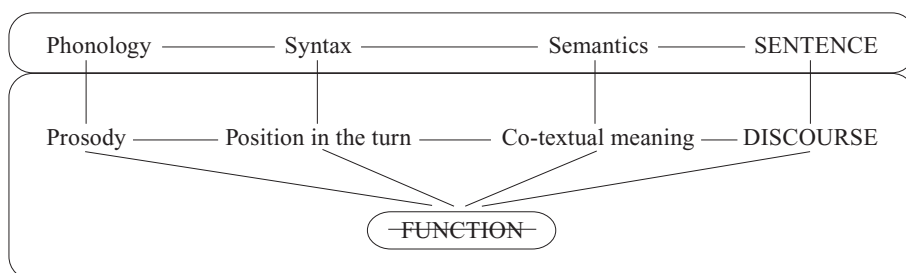 Phonology Syntax Semantics SENTENCE
Prosody Position in the turn Co-textual meaning DISCOURSE
FUNCTION